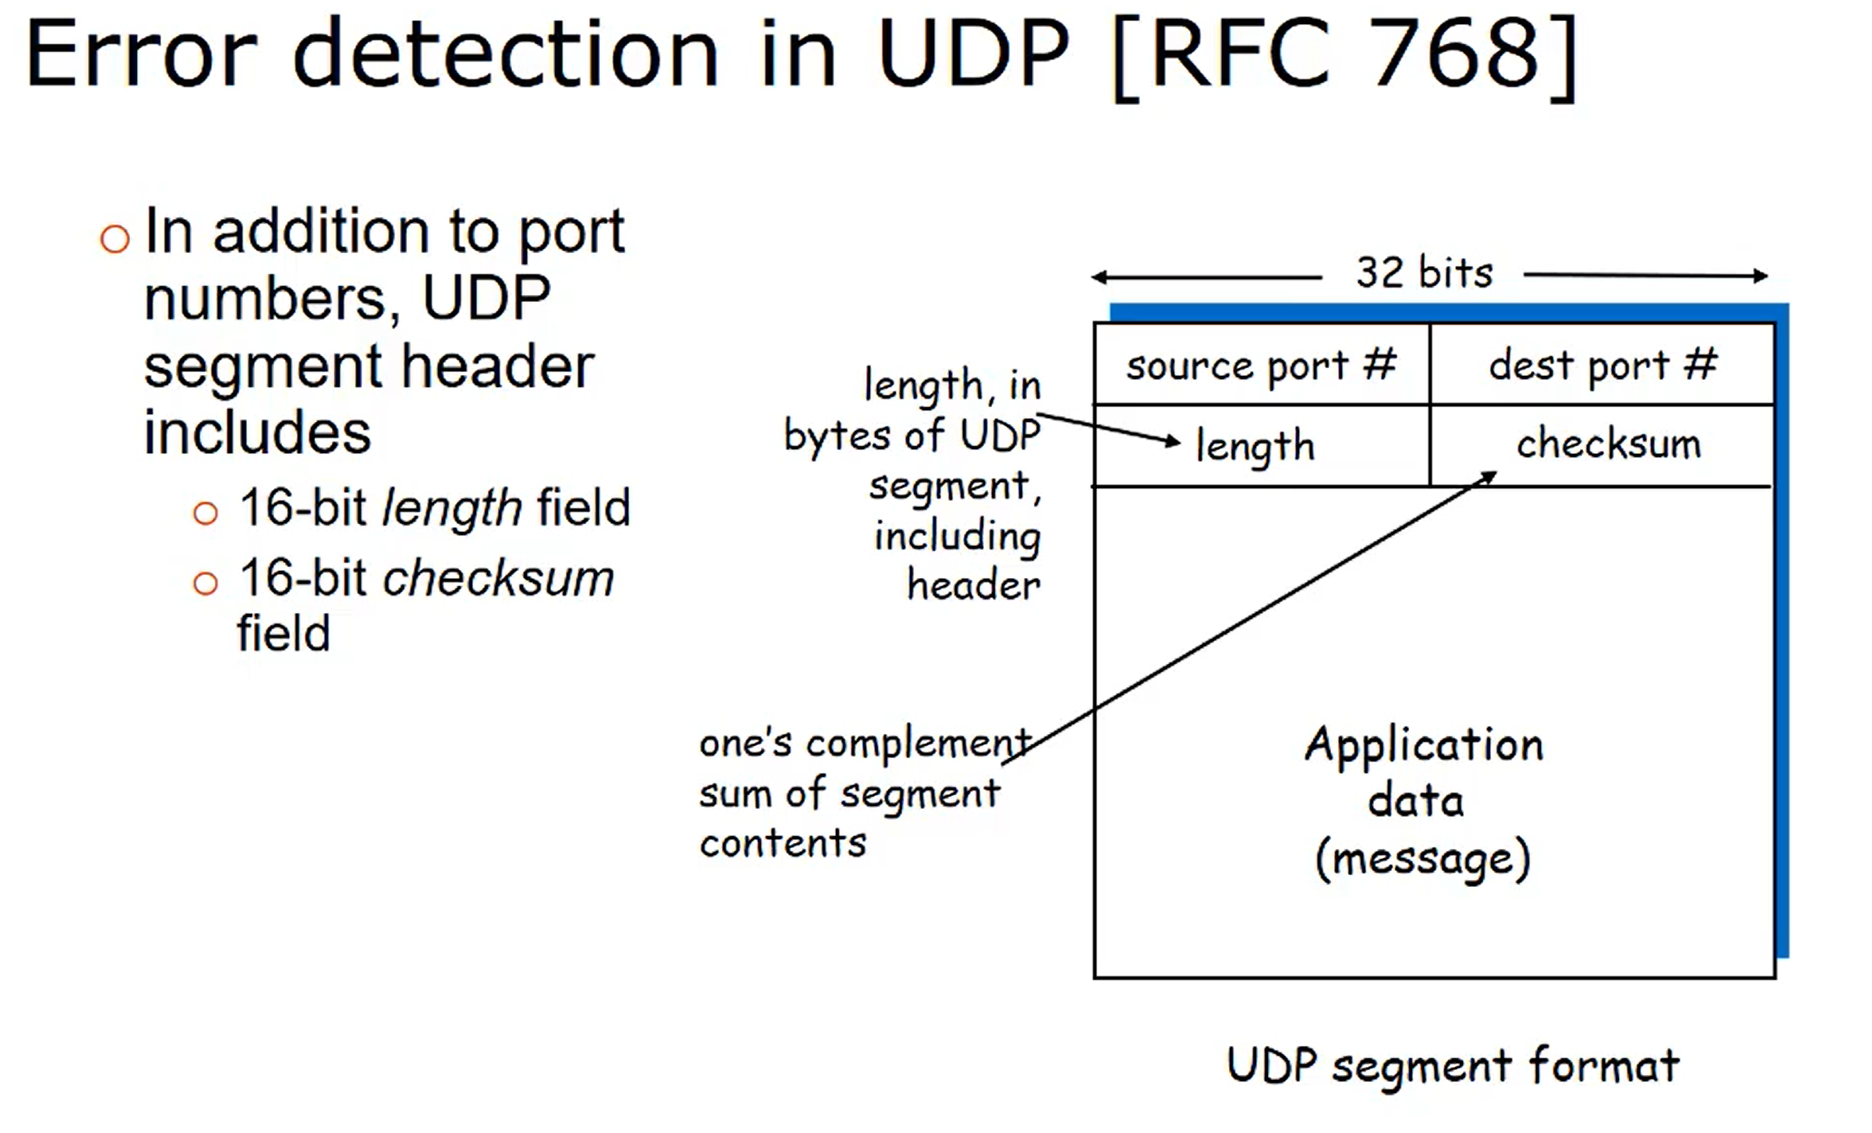 Error detection in UDP [RFC 768]
In addition to port
numbers, UDP
segment header
includes
16-bit length field
16-bit checksum
field
32 bits
source port # dest port #
length checksum
length, in
bytes of UDP
segment,
including
header
one's complement
sum of segment
contents
Application
data
(message)
UDP segment format